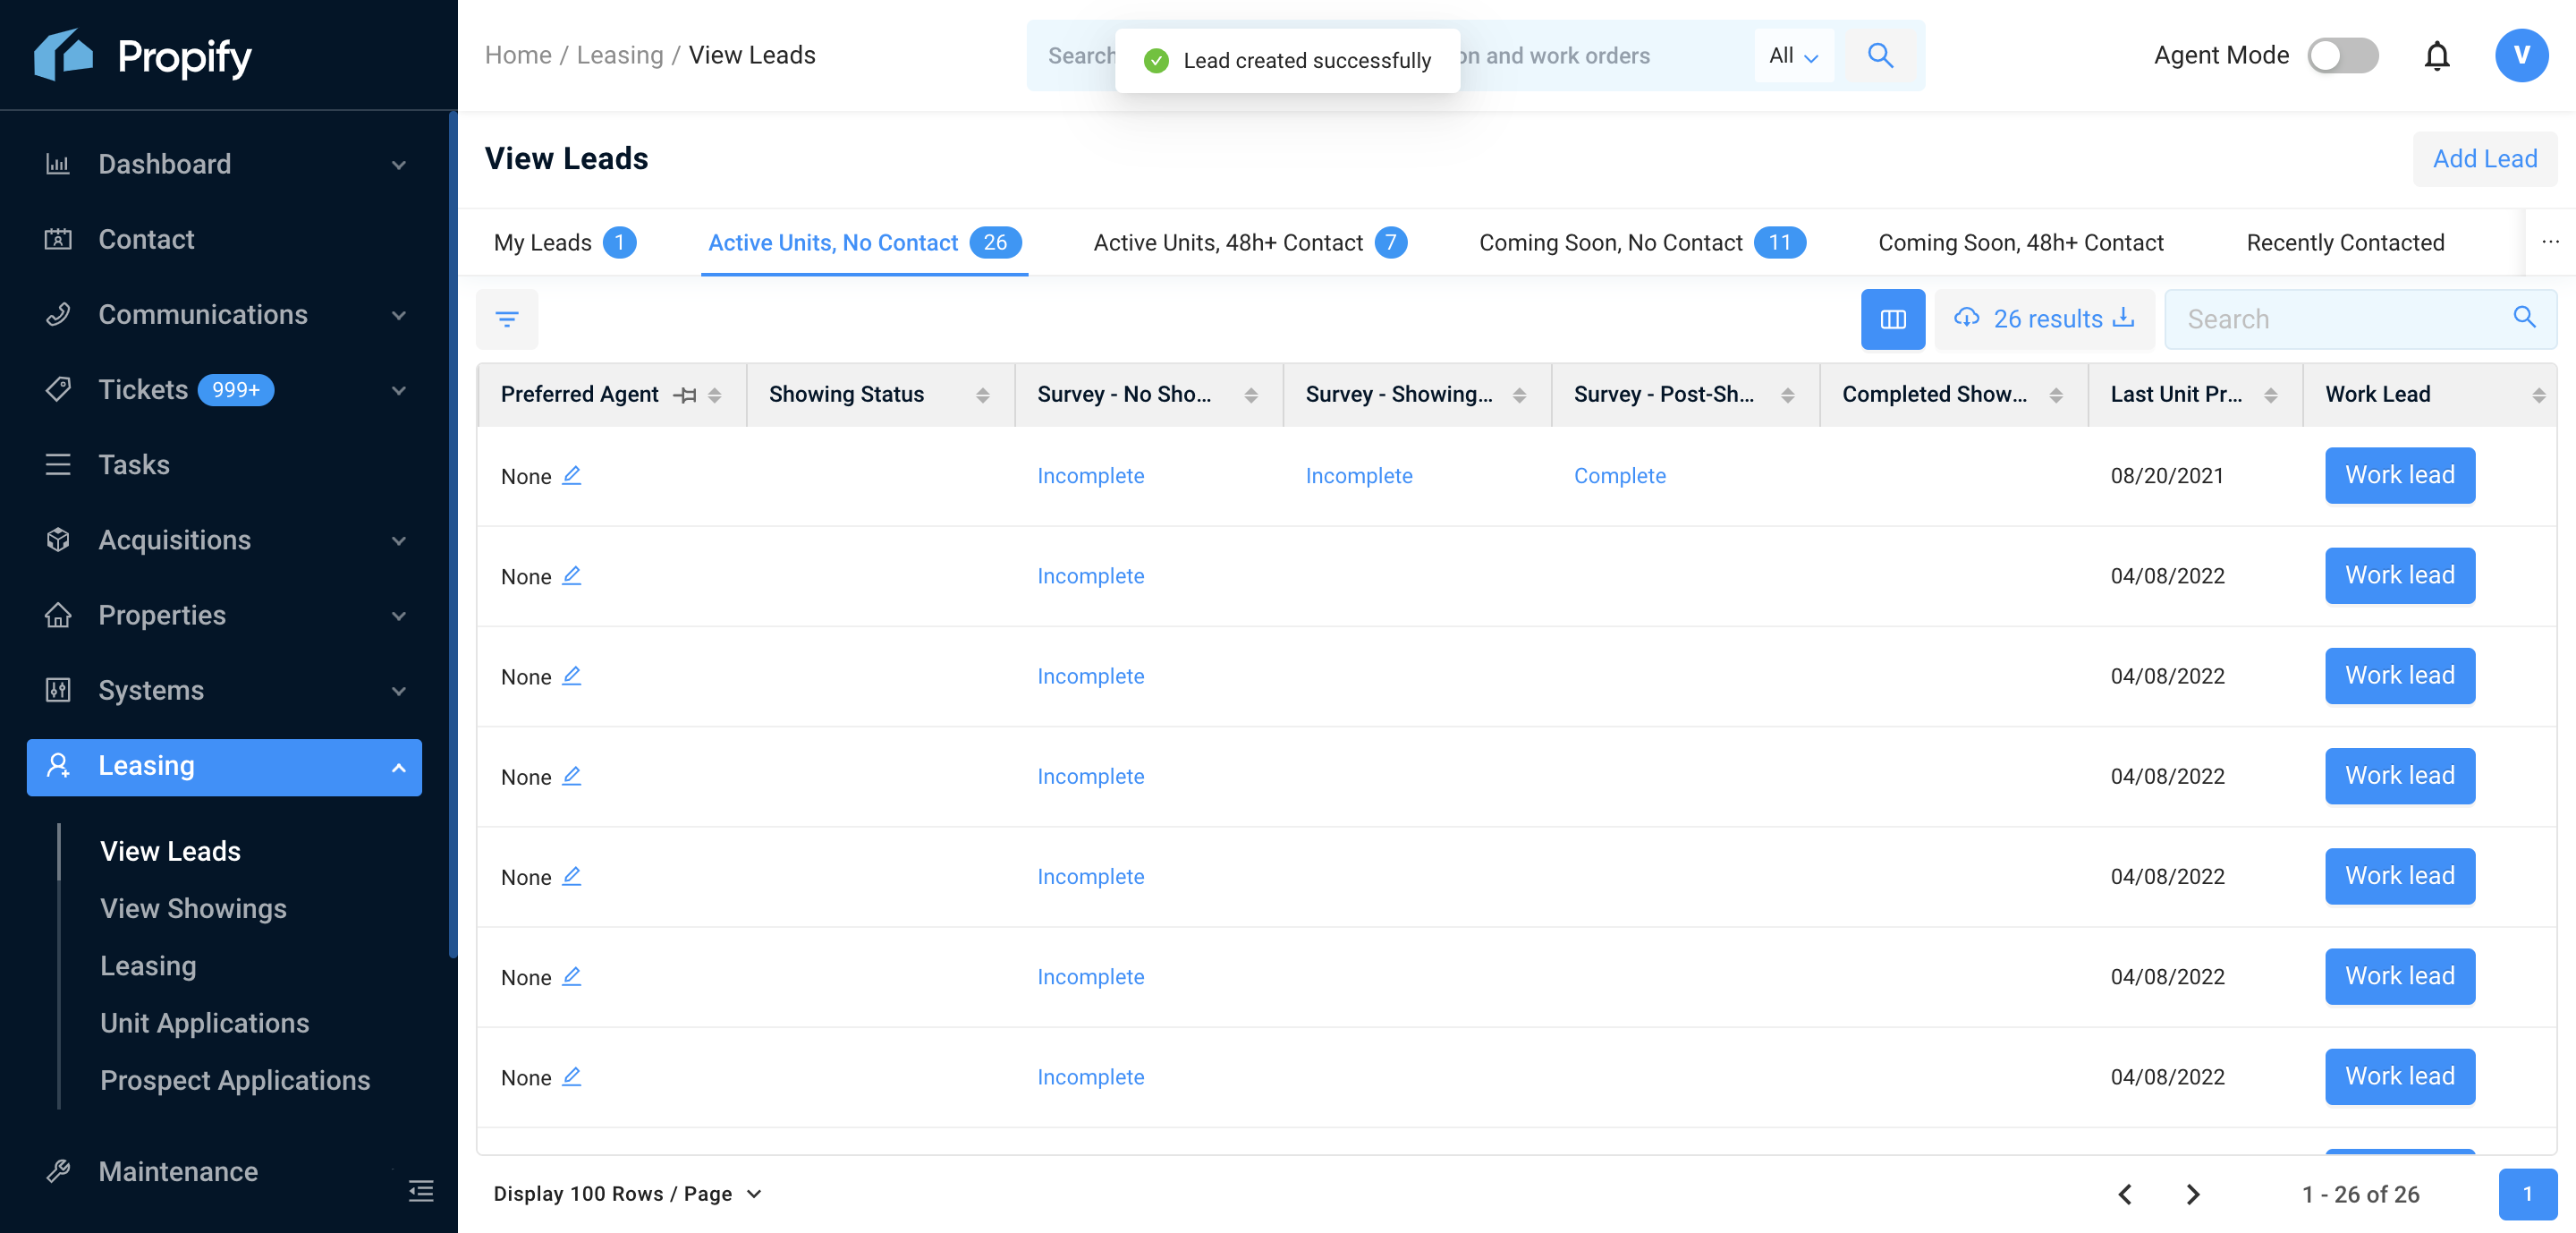 Propify
Home / Leasing / View Leads
Search
on and work orders
All
Lead created successfully
Agent Mode
V
Dashboard
Contact
Communications
Tickets 999+
Tasks
Acquisitions
Properties
Systems
Leasing
View Leads
View Showings
Leasing
Unit Applications
Prospect Applications
Maintenance
View Leads
Add Lead
My Leads 1
Active Units, No Contact 26
Active Units, 48h+ Contact 7
Coming Soon, No Contact 11
Coming Soon, 48h+ Contact
Recently Contacted
...
26 results
Search
Preferred Agent Showing Status Survey - No Sho... Survey - Showing... Survey - Post-Sh... Completed Show... Last Unit Pr... Work Lead
None Incomplete Incomplete Complete 08/20/2021 Work lead
None Incomplete 04/08/2022 Work lead
None Incomplete 04/08/2022 Work lead
None Incomplete 04/08/2022 Work lead
None Incomplete 04/08/2022 Work lead
None Incomplete 04/08/2022 Work lead
None Incomplete 04/08/2022 Work lead
Display 100 Rows / Page
1 - 26 of 26
1